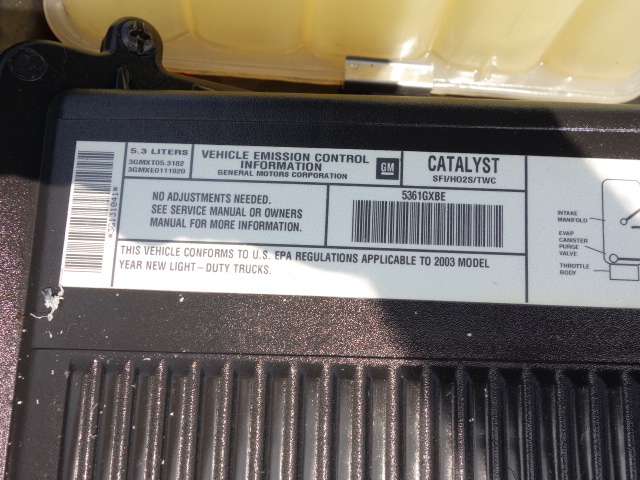 5.3 LITERS
3GMXT05.3182
3GMXE0111020
VEHICLE EMISSION CONTROL
INFORMATION
GENERAL MOTORS CORPORATION
GM
CATALYST
SFI/HO2S/TWC
NO ADJUSTMENTS NEEDED.
SEE SERVICE MANUAL OR OWNERS
MANUAL FOR MORE INFORMATION.
5361GXBE
THIS VEHICLE CONFORMS TO U.S. EPA REGULATIONS APPLICABLE TO 2003 MODEL
YEAR NEW LIGHT-DUTY TRUCKS.
INTAKE
MANIFOLD
EVAP
CANISTER
PURGE
VALVE
THROTTLE
BODY